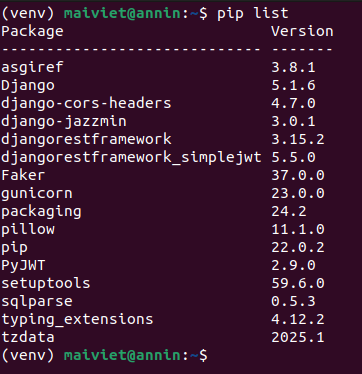 (venv) maiviet@annin:~$ pip list
Package                       Version
----------------------------- -------
asgiref                       3.8.1
Django                        5.1.6
django-cors-headers           4.7.0
django-jazzmin                3.0.1
djangorestframework           3.15.2
djangorestframework_simplejwt 5.5.0
Faker                         37.0.0
gunicorn                      23.0.0
packaging                     24.2
pillow                        11.1.0
pip                           22.0.2
PyJWT                         2.9.0
setuptools                    59.6.0
sqlparse                      0.5.3
typing_extensions             4.12.2
tzdata                        2025.1
(venv) maiviet@annin:~$